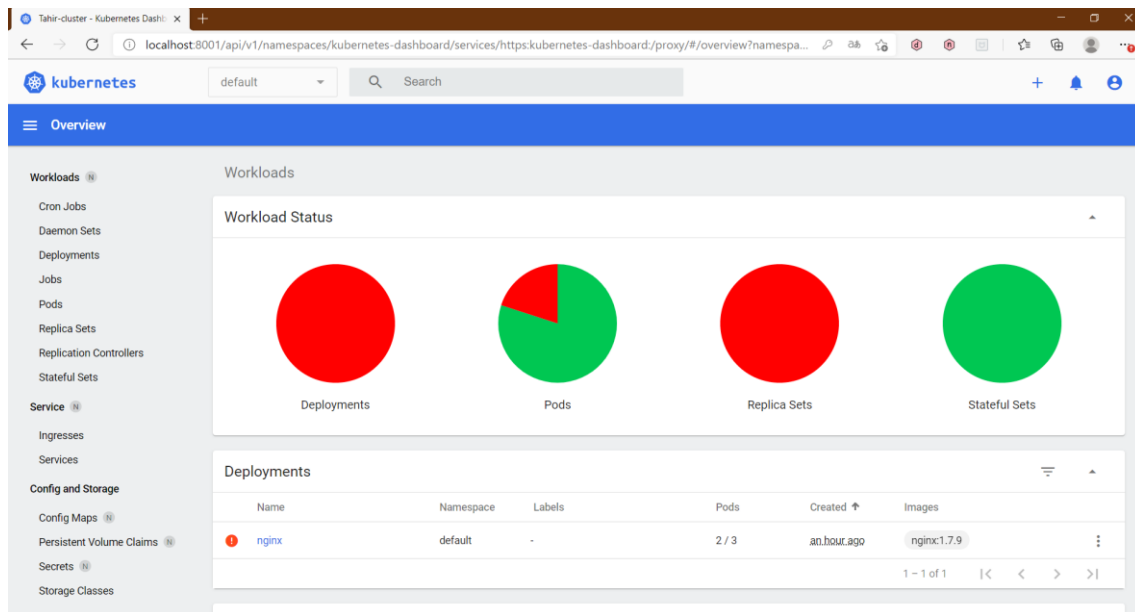 Tahir-cluster - Kubernetes Dashb
localhost:8001/api/v1/namespaces/kubernetes-dashboard/services/https:kubernetes-dashboard:/proxy/#/overview?namespa...
kubernetes
default
Search
Overview
Workloads N
Cron Jobs
Daemon Sets
Deployments
Jobs
Pods
Replica Sets
Replication Controllers
Stateful Sets
Service N
Ingresses
Services
Config and Storage
Config Maps N
Persistent Volume Claims N
Secrets N
Storage Classes
Workloads
Workload Status
Deployments Pods Replica Sets Stateful Sets
Deployments
Name Namespace Labels Pods Created Images
nginx default - 2 / 3 an hour ago nginx:1.7.9
1 – 1 of 1